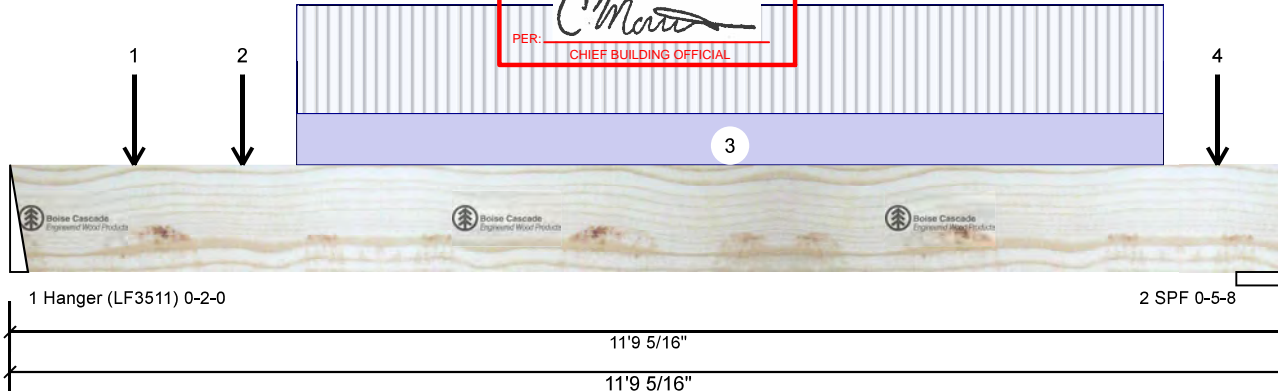 PER:
CHIEF BUILDING OFFICIAL
1
2
4
3
Boise Cascade
Engineered Wood Products
Boise Cascade
Engineered Wood Products
Boise Cascade
Engineered Wood Products
1 Hanger (LF3511) 0-2-0
2 SPF 0-5-8
11'9 5/16"
11'9 5/16"